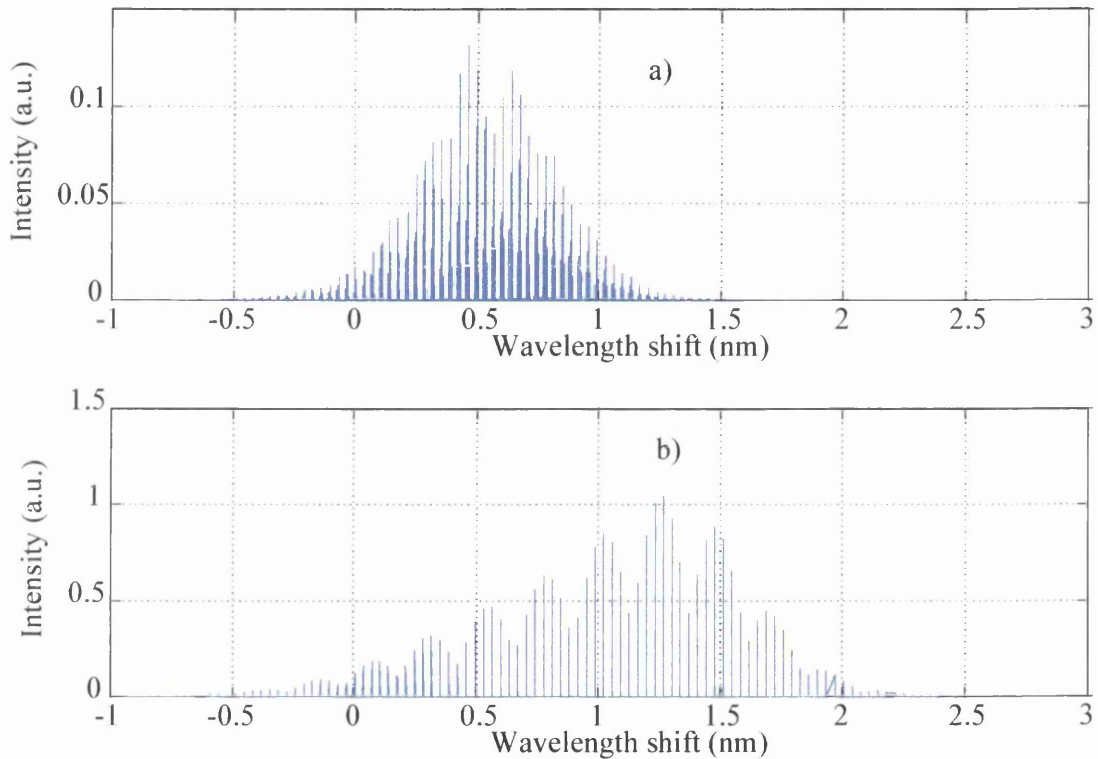 Intensity (a.u.)
0.1
0.05
0
a)
-1 -0.5 0 0.5 1 1.5 2 2.5 3
Wavelength shift (nm)
Intensity (a.u.)
1.5
1
0.5
0
b)
-1 -0.5 0 0.5 1 1.5 2 2.5 3
Wavelength shift (nm)